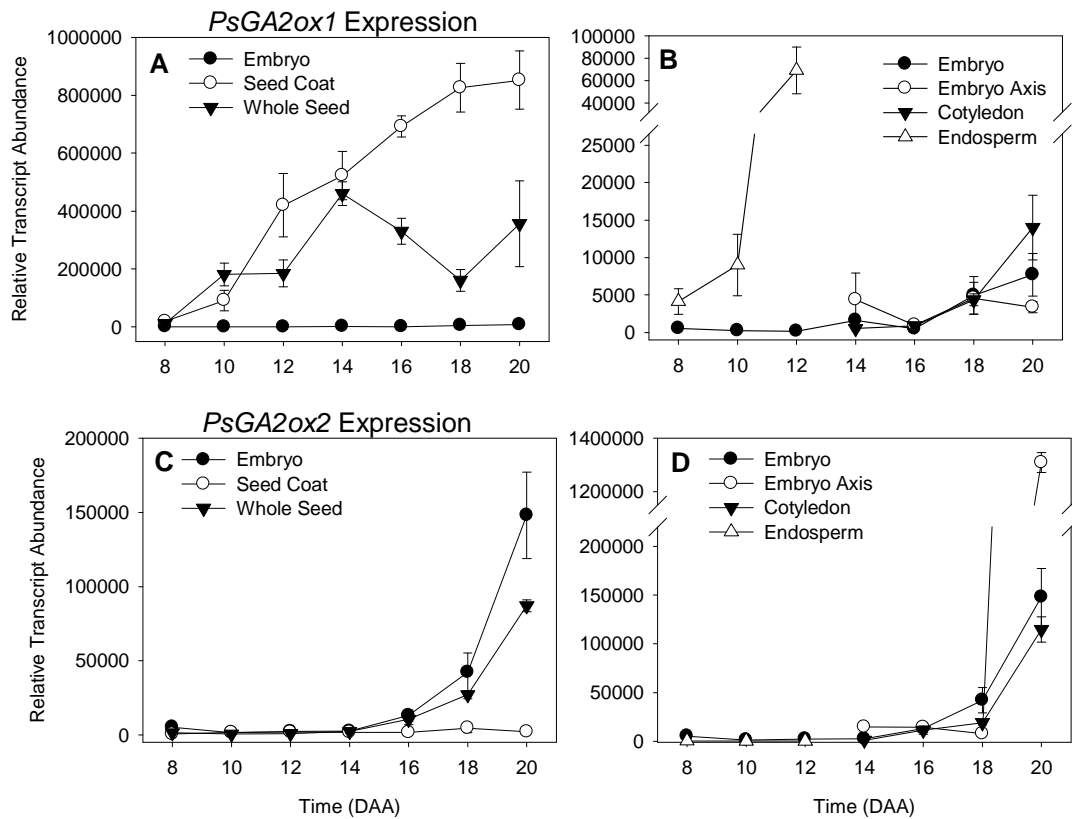 PsGA2ox1 Expression
A
Embryo
Seed Coat
Whole Seed
Relative Transcript Abundance
1000000
800000
600000
400000
200000
0
8 10 12 14 16 18 20
B
Embryo
Embryo Axis
Cotyledon
Endosperm
100000
80000
60000
40000
25000
20000
15000
10000
5000
0
8 10 12 14 16 18 20
PsGA2ox2 Expression
C
Embryo
Seed Coat
Whole Seed
Relative Transcript Abundance
200000
150000
100000
50000
0
8 10 12 14 16 18 20
Time (DAA)
D
Embryo
Embryo Axis
Cotyledon
Endosperm
1400000
1200000
200000
150000
100000
50000
0
8 10 12 14 16 18 20
Time (DAA)